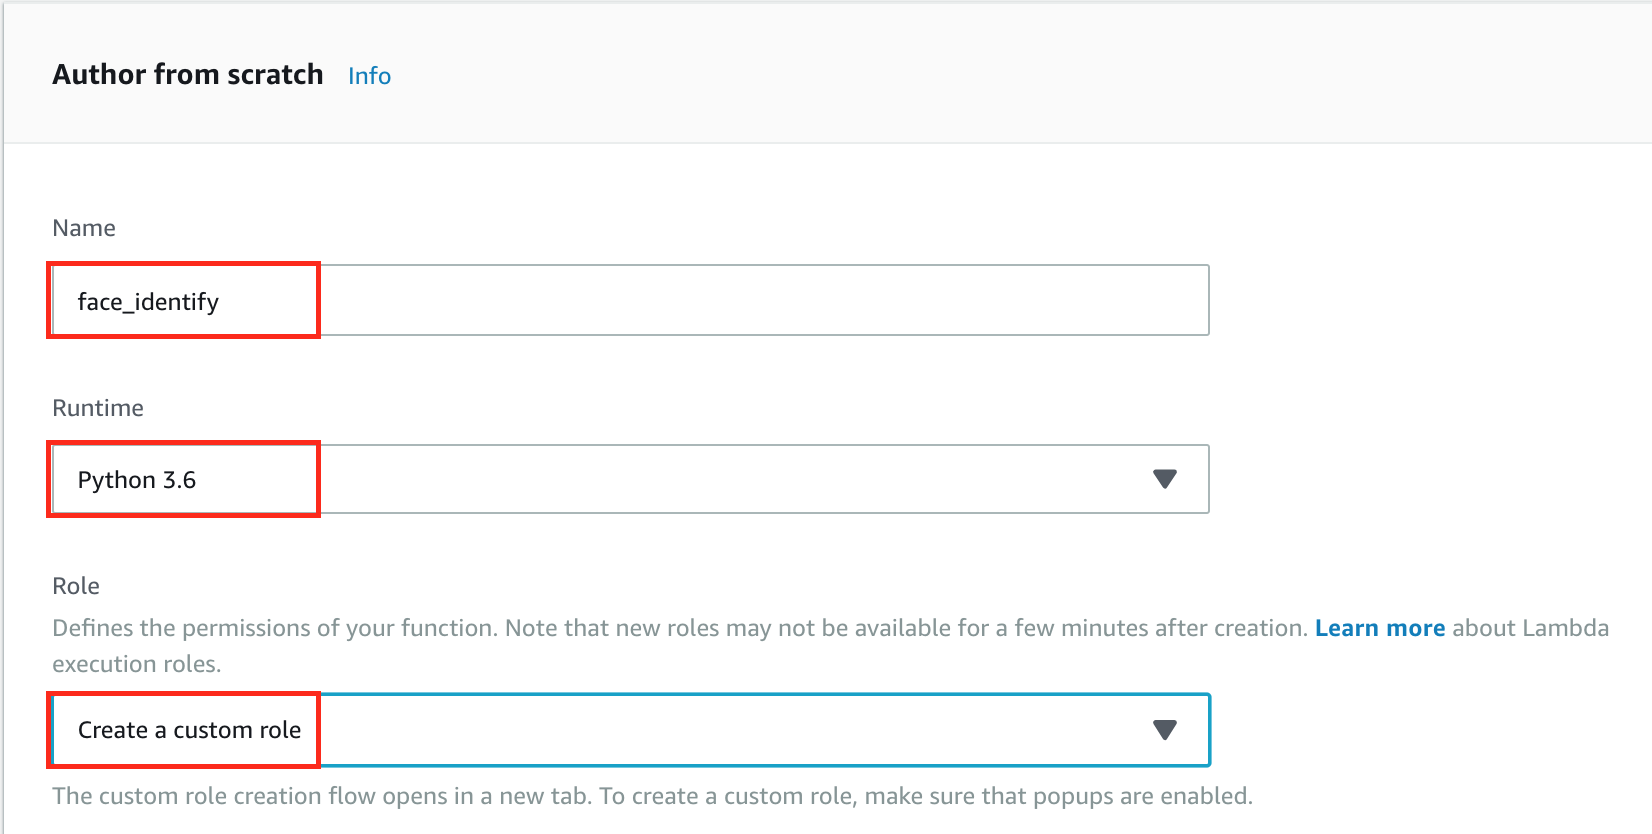 Author from scratch Info
Name
face_identify
Runtime
Python 3.6
Role
Defines the permissions of your function. Note that new roles may not be available for a few minutes after creation. Learn more about Lambda
execution roles.
Create a custom role
The custom role creation flow opens in a new tab. To create a custom role, make sure that popups are enabled.